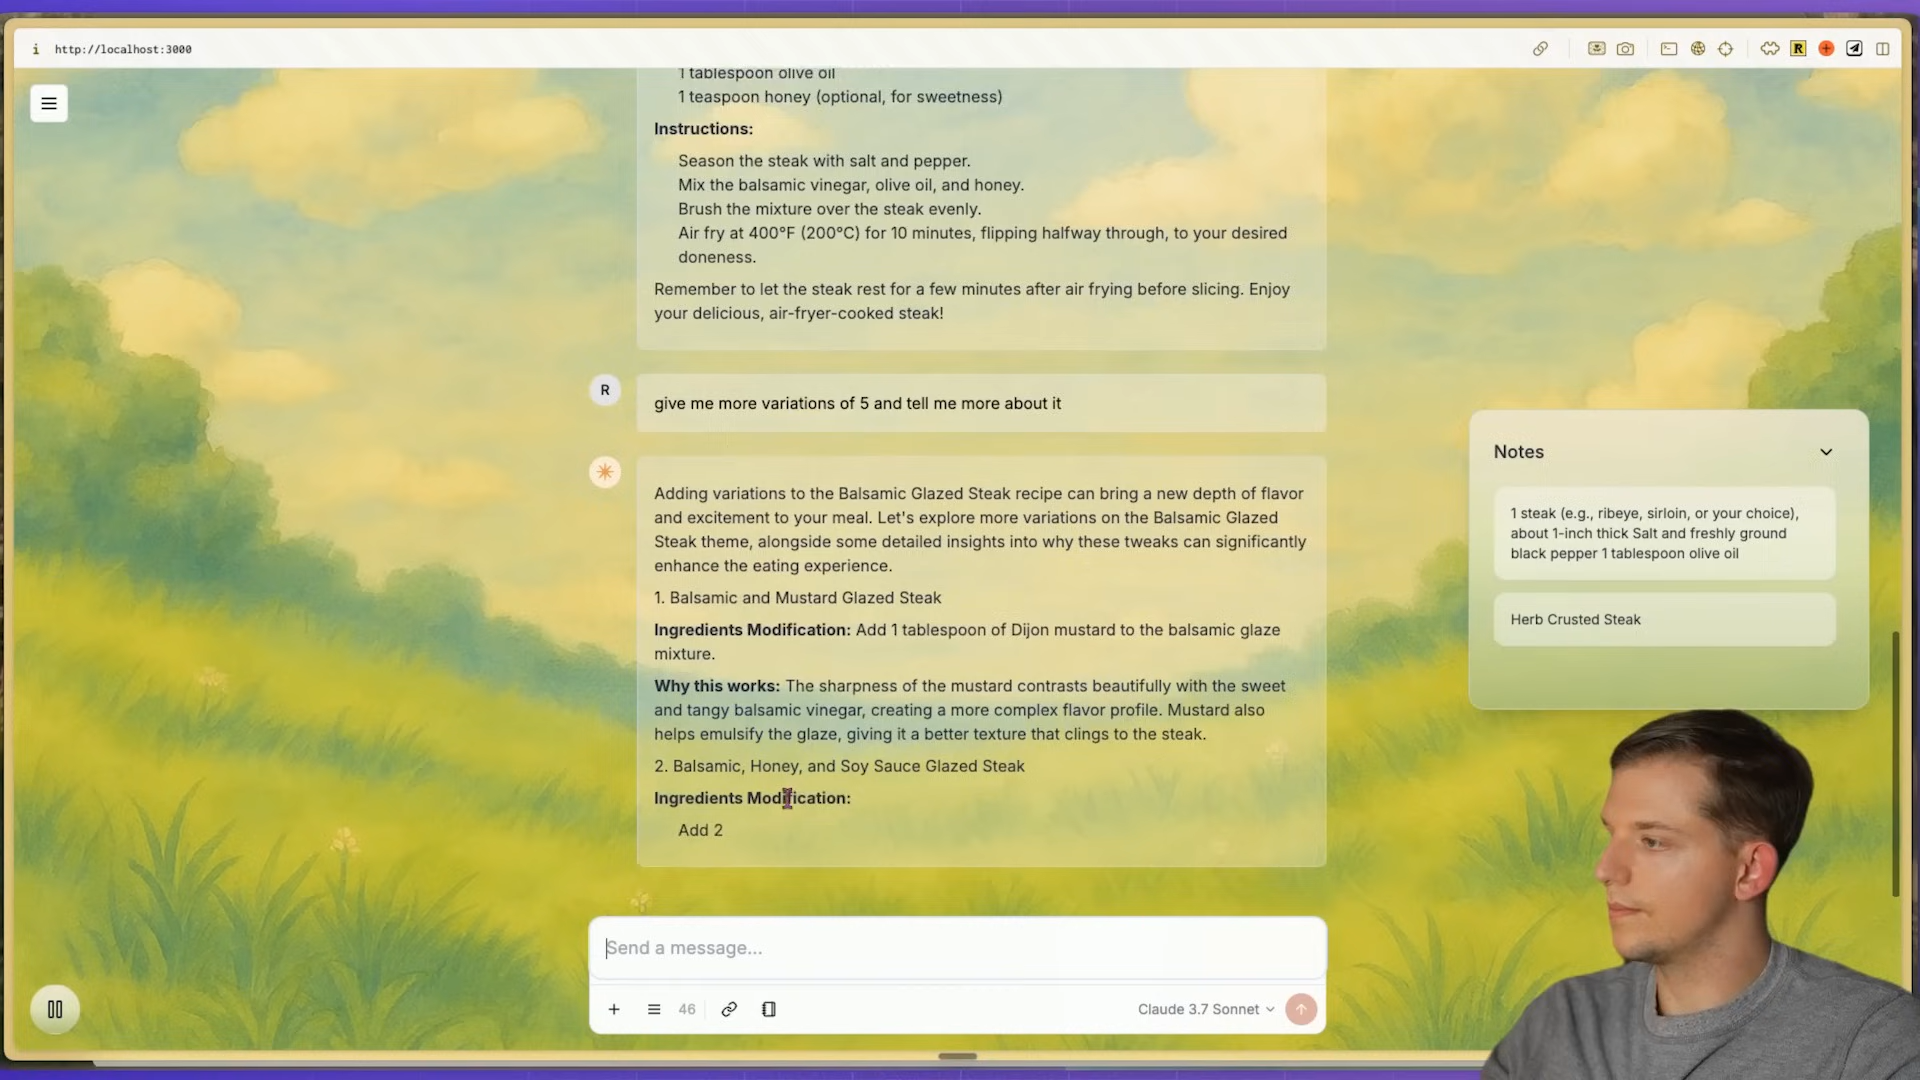 http://localhost:3000
R
1 tablespoon olive oil
1 teaspoon honey (optional, for sweetness)
Instructions:
Season the steak with salt and pepper.
Mix the balsamic vinegar, olive oil, and honey.
Brush the mixture over the steak evenly.
Air fry at 400°F (200°C) for 10 minutes, flipping halfway through, to your desired
doneness.
Remember to let the steak rest for a few minutes after air frying before slicing. Enjoy
your delicious, air-fryer-cooked steak!
R
give me more variations of 5 and tell me more about it
Adding variations to the Balsamic Glazed Steak recipe can bring a new depth of flavor
and excitement to your meal. Let's explore more variations on the Balsamic Glazed
Steak theme, alongside some detailed insights into why these tweaks can significantly
enhance the eating experience.
1. Balsamic and Mustard Glazed Steak
Ingredients Modification: Add 1 tablespoon of Dijon mustard to the balsamic glaze
mixture.
Why this works: The sharpness of the mustard contrasts beautifully with the sweet
and tangy balsamic vinegar, creating a more complex flavor profile. Mustard also
helps emulsify the glaze, giving it a better texture that clings to the steak.
2. Balsamic, Honey, and Soy Sauce Glazed Steak
Ingredients Modification:
Add 2
Notes
1 steak (e.g., ribeye, sirloin, or your choice),
about 1-inch thick Salt and freshly ground
black pepper 1 tablespoon olive oil
Herb Crusted Steak
Send a message...
46
Claude 3.7 Sonnet